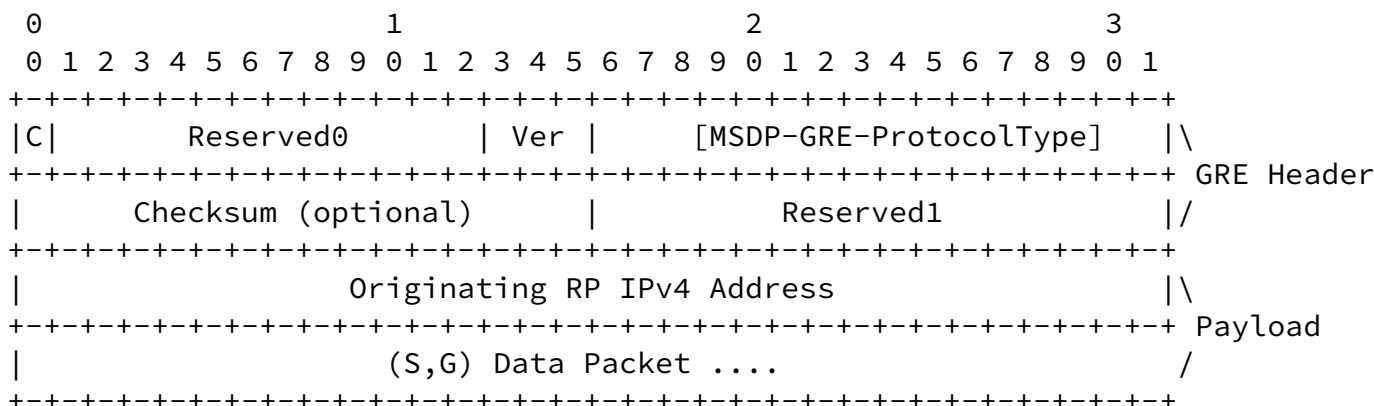 0                   1                   2                   3
 0 1 2 3 4 5 6 7 8 9 0 1 2 3 4 5 6 7 8 9 0 1 2 3 4 5 6 7 8 9 0 1
+-+-+-+-+-+-+-+-+-+-+-+-+-+-+-+-+-+-+-+-+-+-+-+-+-+-+-+-+-+-+-+-+
|C|       Reserved0         | Ver |     [MSDP-GRE-ProtocolType]   |\
+-+-+-+-+-+-+-+-+-+-+-+-+-+-+-+-+-+-+-+-+-+-+-+-+-+-+-+-+-+-+-+-+ GRE Header
|      Checksum (optional)      |          Reserved1            |/
+-+-+-+-+-+-+-+-+-+-+-+-+-+-+-+-+-+-+-+-+-+-+-+-+-+-+-+-+-+-+-+-+
|                  Originating RP IPv4 Address                  |\
+-+-+-+-+-+-+-+-+-+-+-+-+-+-+-+-+-+-+-+-+-+-+-+-+-+-+-+-+-+-+-+-+ Payload
|                    (S,G) Data Packet ....                      /
+-+-+-+-+-+-+-+-+-+-+-+-+-+-+-+-+-+-+-+-+-+-+-+-+-+-+-+-+-+-+-+-+